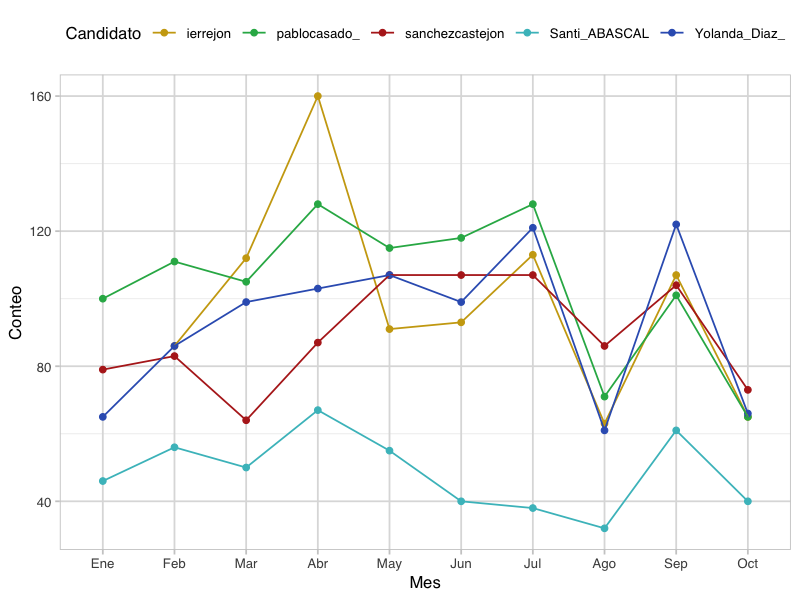 Candidato ierrejon pablocasado_ sanchezcastejon Santi_ABASCAL Yolanda_Diaz_
160
120
80
40
Conteo
Ene Feb Mar Abr May Jun Jul Ago Sep Oct
Mes